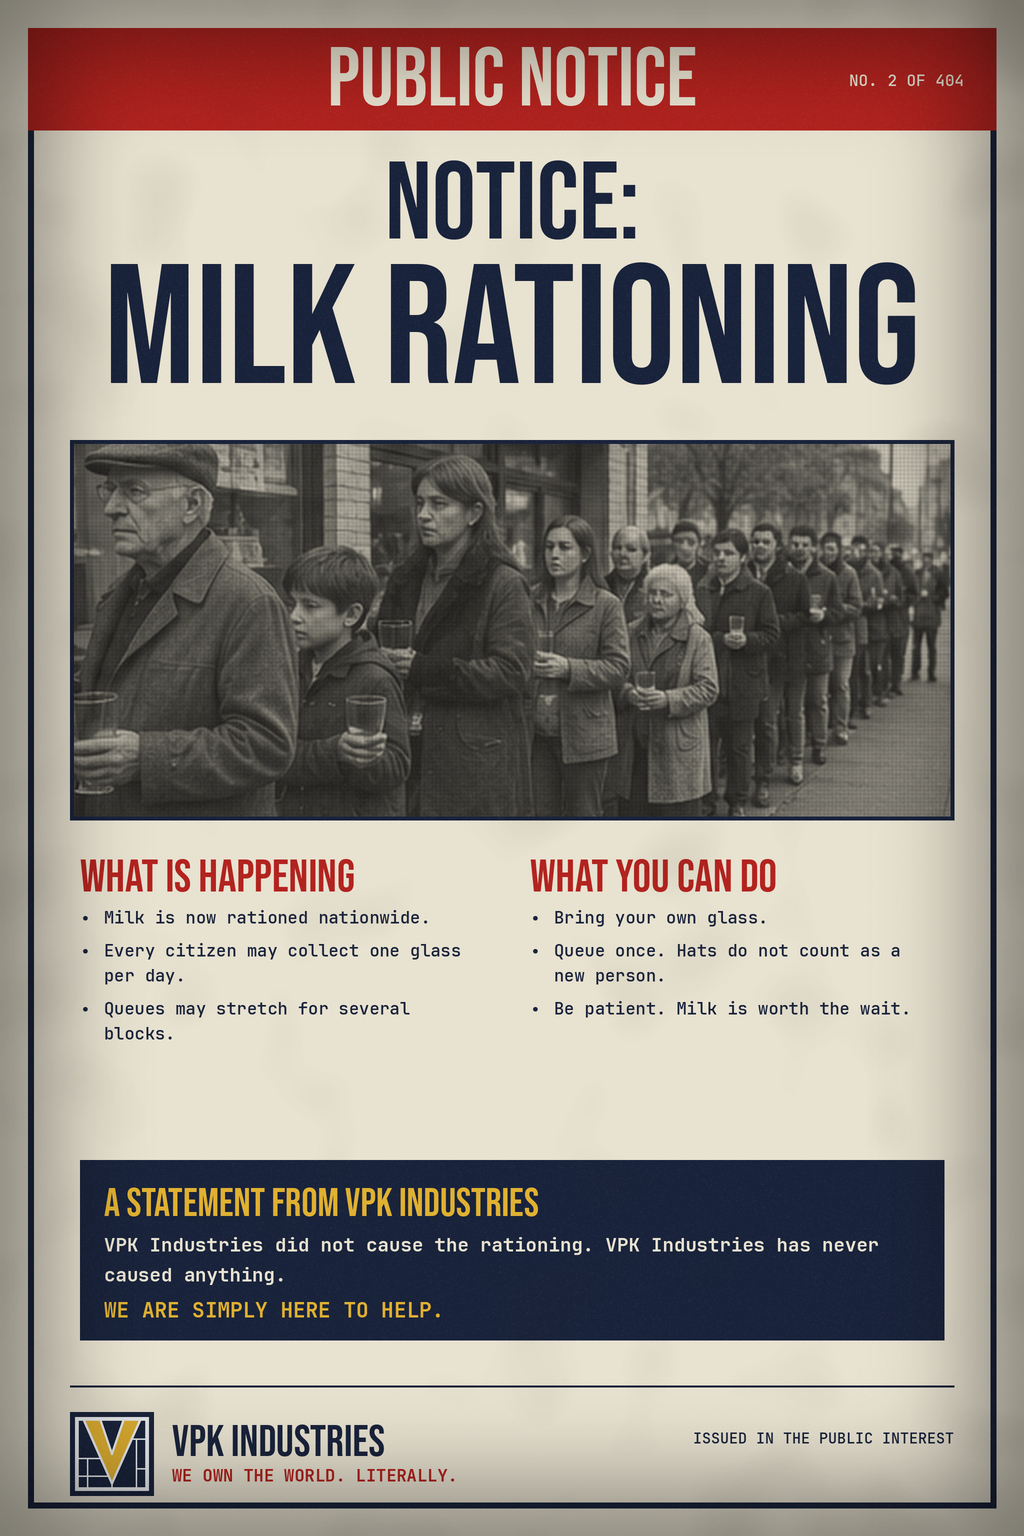 PUBLIC NOTICE
NO. 2 OF 404
NOTICE:
MILK RATIONING
WHAT IS HAPPENING
• Milk is now rationed nationwide.
• Every citizen may collect one glass
per day.
• Queues may stretch for several
blocks.
WHAT YOU CAN DO
• Bring your own glass.
• Queue once. Hats do not count as a
new person.
• Be patient. Milk is worth the wait.
A STATEMENT FROM VPK INDUSTRIES
VPK Industries did not cause the rationing. VPK Industries has never
caused anything.
WE ARE SIMPLY HERE TO HELP.
V
VPK INDUSTRIES
WE OWN THE WORLD. LITERALLY.
ISSUED IN THE PUBLIC INTEREST